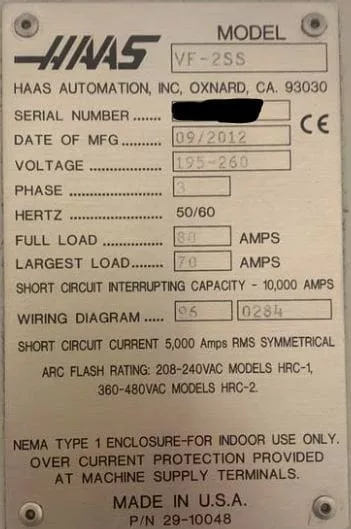 HAAS MODEL VF-2SS
HAAS AUTOMATION, INC, OXNARD, CA. 93030
SERIAL NUMBER ........
CE
DATE OF MFG ........... 09/2012
VOLTAGE ................. 195-260
PHASE ..................... 3
HERTZ ..................... 50/60
FULL LOAD .............. 80 AMPS
LARGEST LOAD......... 70 AMPS
SHORT CIRCUIT INTERRUPTING CAPACITY - 10,000 AMPS
WIRING DIAGRAM ..... 96 0284
SHORT CIRCUIT CURRENT 5,000 Amps RMS SYMMETRICAL
ARC FLASH RATING: 208-240VAC MODELS HRC-1,
360-480VAC MODELS HRC-2.
NEMA TYPE 1 ENCLOSURE-FOR INDOOR USE ONLY.
OVER CURRENT PROTECTION PROVIDED
AT MACHINE SUPPLY TERMINALS.
MADE IN U.S.A.
P/N 29-10048